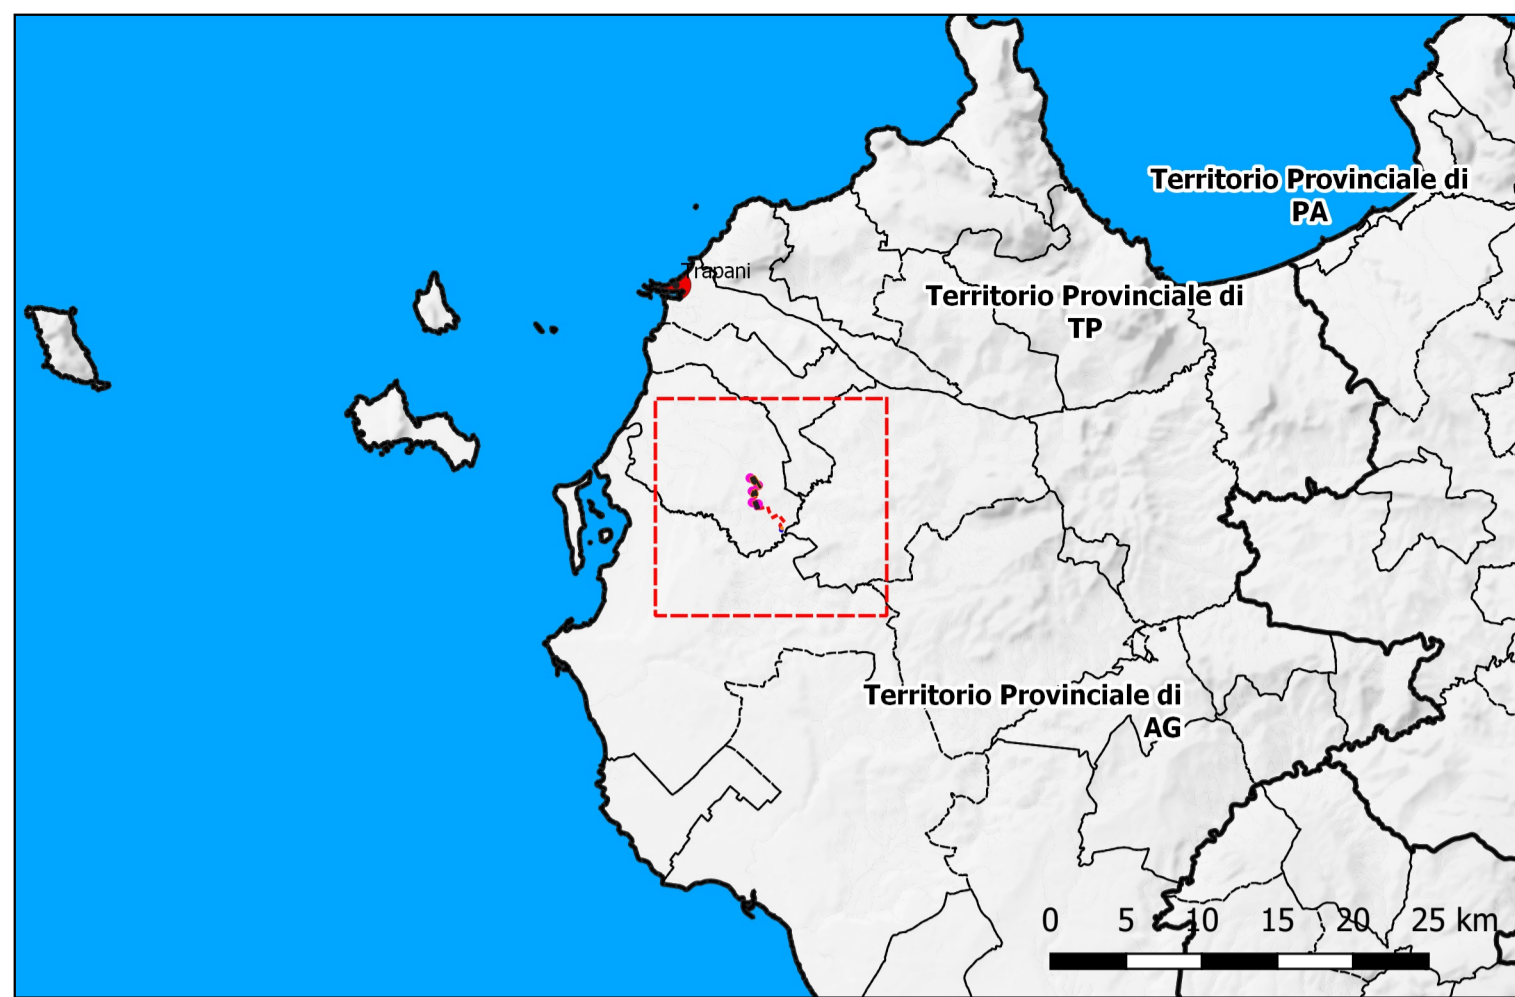 Territorio Provinciale di
PA
Trapani
Territorio Provinciale di
TP
Territorio Provinciale di
AG
0 5 10 15 20 25 km